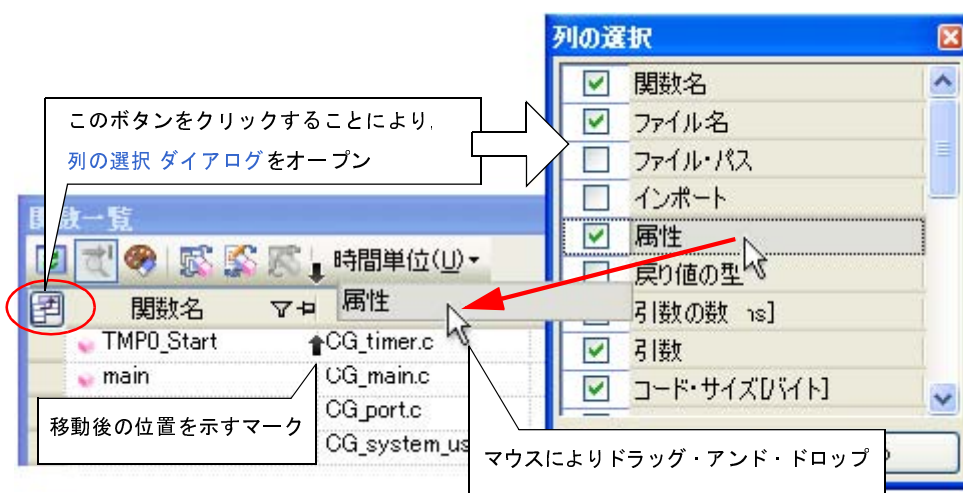 列の選択
関数名
ファイル名
ファイル・パス
インポート
属性
戻り値の型
引数の数 ns]
引数
コード・サイズ[バイト]
このボタンをクリックすることにより,
列の選択 ダイアログをオープン
関数一覧
時間単位(U)
関数名
属性
TMP0_Start
CG_timer.c
main
CG_main.c
CG_port.c
CG_system_us
移動後の位置を示すマーク
マウスによりドラッグ・アンド・ドロップ